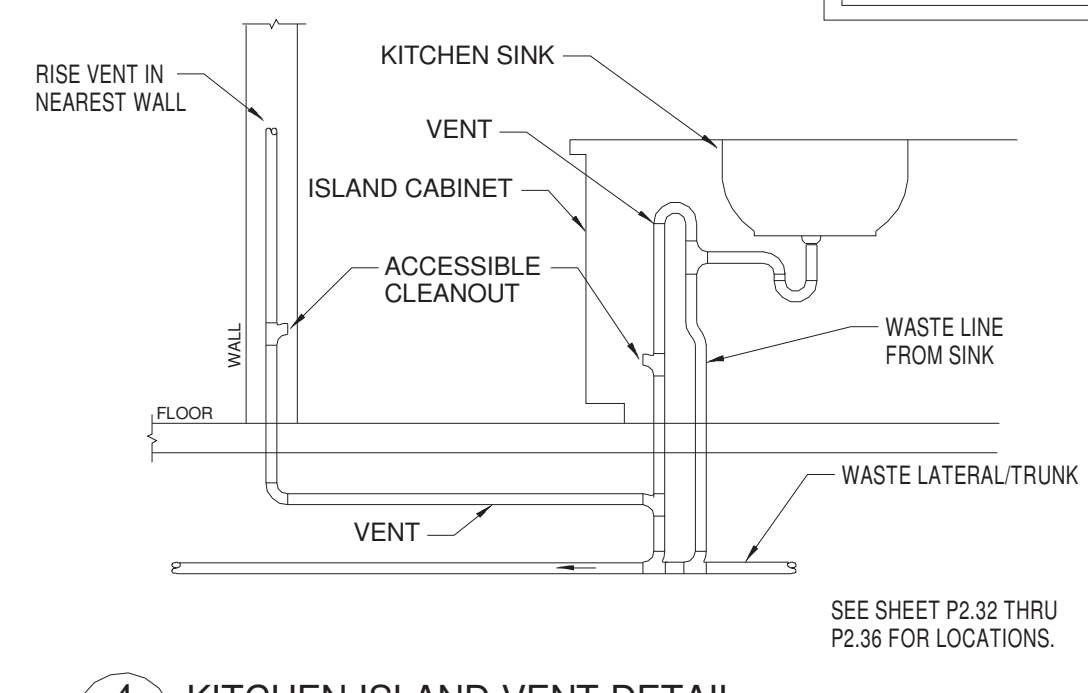 RISE VENT IN
NEAREST WALL
KITCHEN SINK
VENT
ISLAND CABINET
ACCESSIBLE
CLEANOUT
WALL
WASTE LINE
FROM SINK
FLOOR
WASTE LATERAL/TRUNK
VENT
SEE SHEET P2.32 THRU
P2.36 FOR LOCATIONS.
4 KITCHEN ISLAND VENT DETAIL